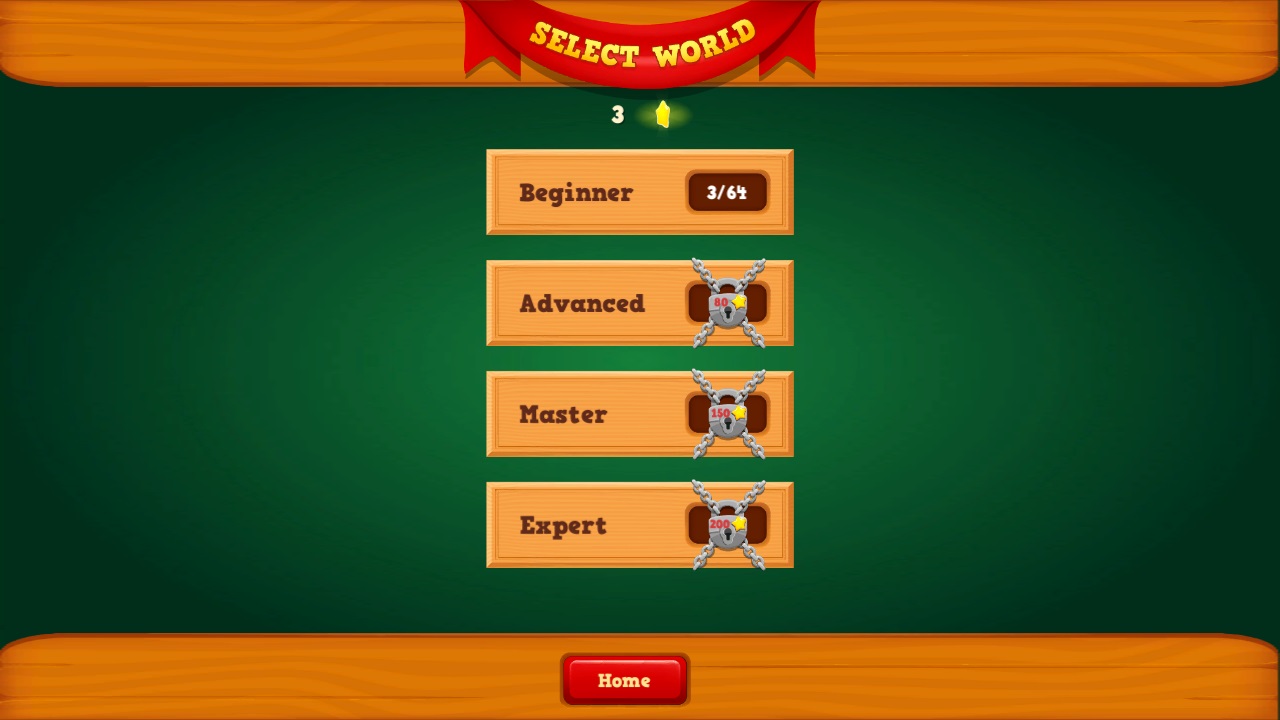 SELECT WORLD
3
Beginner 3/64
Advanced 80
Master 150
Expert 200
Home